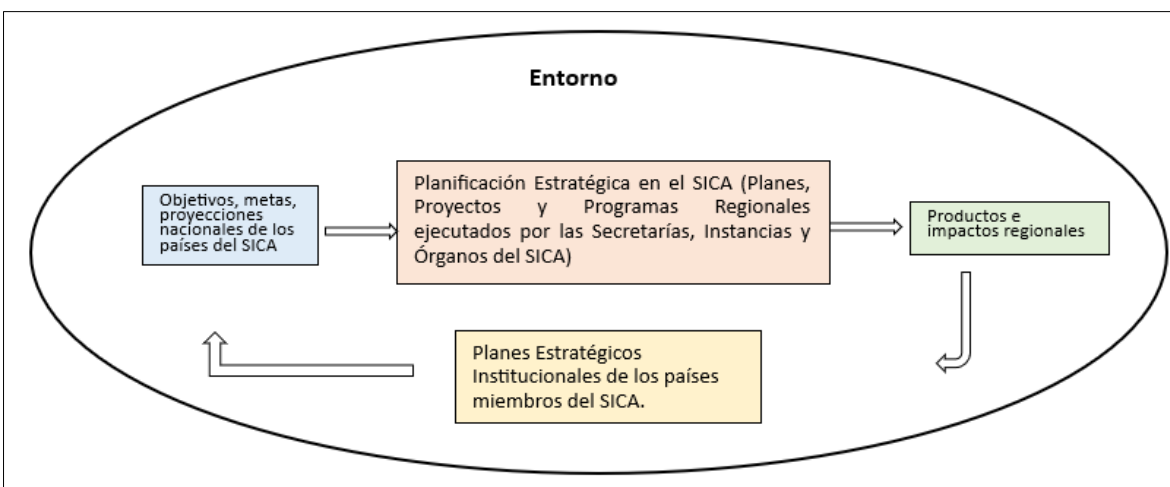 Entorno
Objetivos, metas,
proyecciones
nacionales de los
países del SICA
Planificación Estratégica en el SICA (Planes,
Proyectos y Programas Regionales
ejecutados por las Secretarías, Instancias y
Órganos del SICA)
Productos e
impactos regionales
Planes Estratégicos
Institucionales de los países
miembros del SICA.